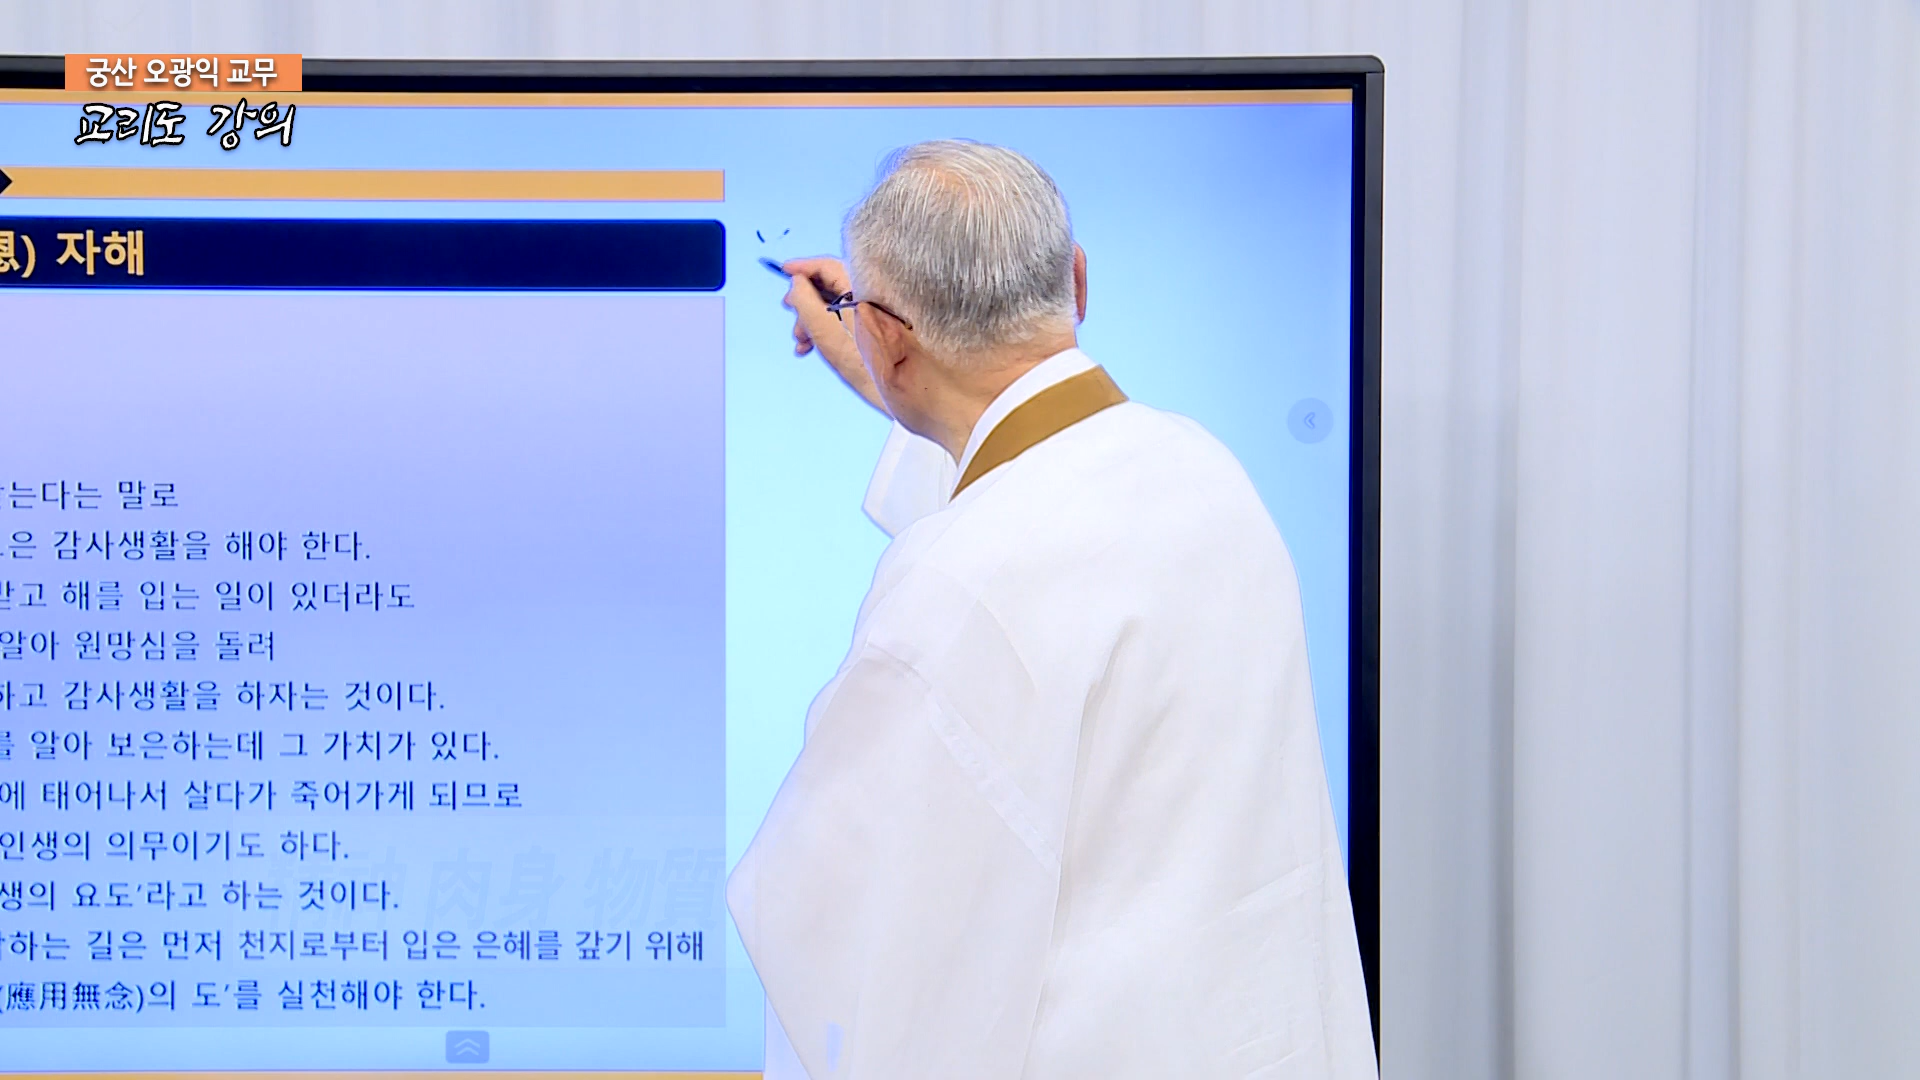 궁산 오광익 교무
교리도 강의
恩) 자해
는다는 말로
은 감사생활을 해야 한다.
받고 해를 입는 일이 있더라도
알아 원망심을 돌려
하고 감사생활을 하자는 것이다.
를 알아 보은하는데 그 가치가 있다.
에 태어나서 살다가 죽어가게 되므로
인생의 의무이기도 하다.
생의 요도'라고 하는 것이다.
精神 肉身 物質
하는 길은 먼저 천지로부터 입은 은혜를 갚기 위해
(應用無念)의 도'를 실천해야 한다.